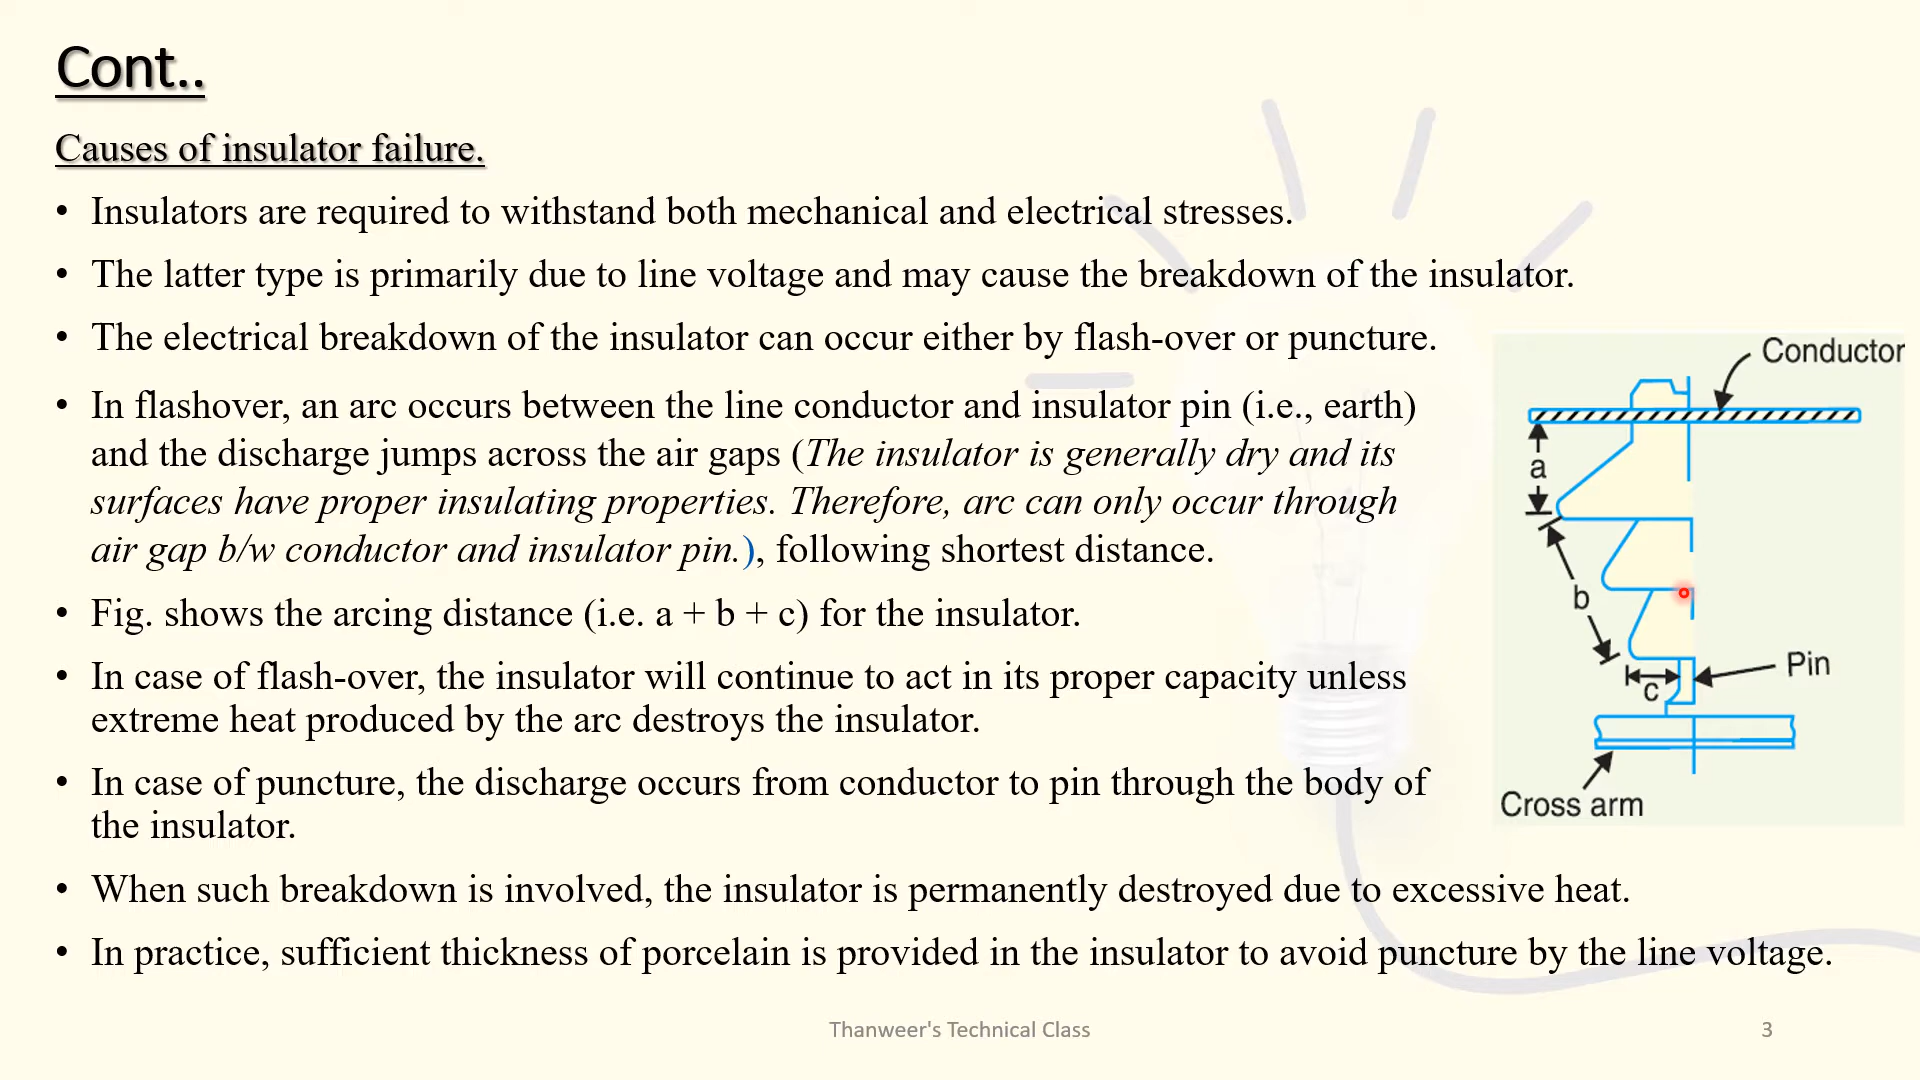 Cont..
Causes of insulator failure.
• Insulators are required to withstand both mechanical and electrical stresses.
• The latter type is primarily due to line voltage and may cause the breakdown of the insulator.
• The electrical breakdown of the insulator can occur either by flash-over or puncture.
• In flashover, an arc occurs between the line conductor and insulator pin (i.e., earth)
and the discharge jumps across the air gaps (The insulator is generally dry and its
surfaces have proper insulating properties. Therefore, arc can only occur through
air gap b/w conductor and insulator pin.), following shortest distance.
• Fig. shows the arcing distance (i.e. a + b + c) for the insulator.
• In case of flash-over, the insulator will continue to act in its proper capacity unless
extreme heat produced by the arc destroys the insulator.
• In case of puncture, the discharge occurs from conductor to pin through the body of
the insulator.
• When such breakdown is involved, the insulator is permanently destroyed due to excessive heat.
• In practice, sufficient thickness of porcelain is provided in the insulator to avoid puncture by the line voltage.
Conductor
a
b
Pin
c
Cross arm
Thanweer's Technical Class
3